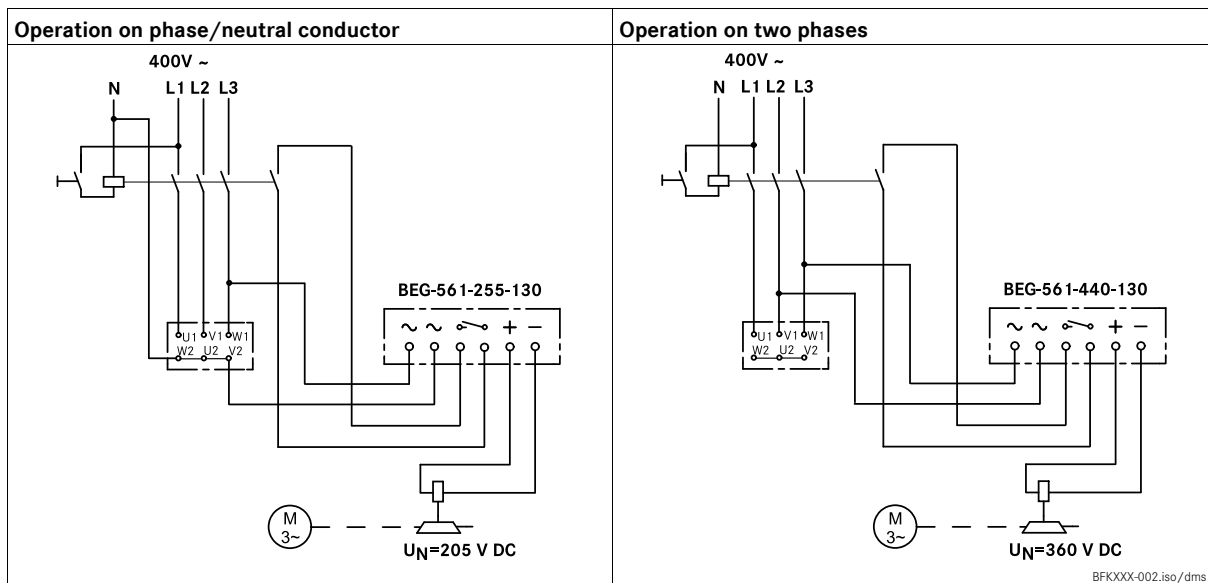 Operation on phase/neutral conductor
400V ~
N L1 L2 L3
BEG-561-255-130
U1 V1 W1
W2 U2 V2
+ −
M
3~
UN=205 V DC
Operation on two phases
400V ~
N L1 L2 L3
BEG-561-440-130
U1 V1 W1
W2 U2 V2
+ −
M
3~
UN=360 V DC
BFKXXX-002.iso/dms